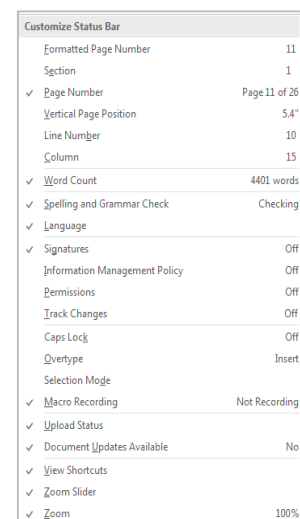 Customize Status Bar
Formatted Page Number 11
Section 1
✓ Page Number Page 11 of 26
Vertical Page Position 5.4"
Line Number 10
Column 15
✓ Word Count 4401 words
✓ Spelling and Grammar Check Checking
✓ Language
✓ Signatures Off
Information Management Policy Off
Permissions Off
Track Changes Off
Caps Lock Off
Overtype Insert
Selection Mode
✓ Macro Recording Not Recording
✓ Upload Status
✓ Document Updates Available No
✓ View Shortcuts
✓ Zoom Slider
✓ Zoom 100%